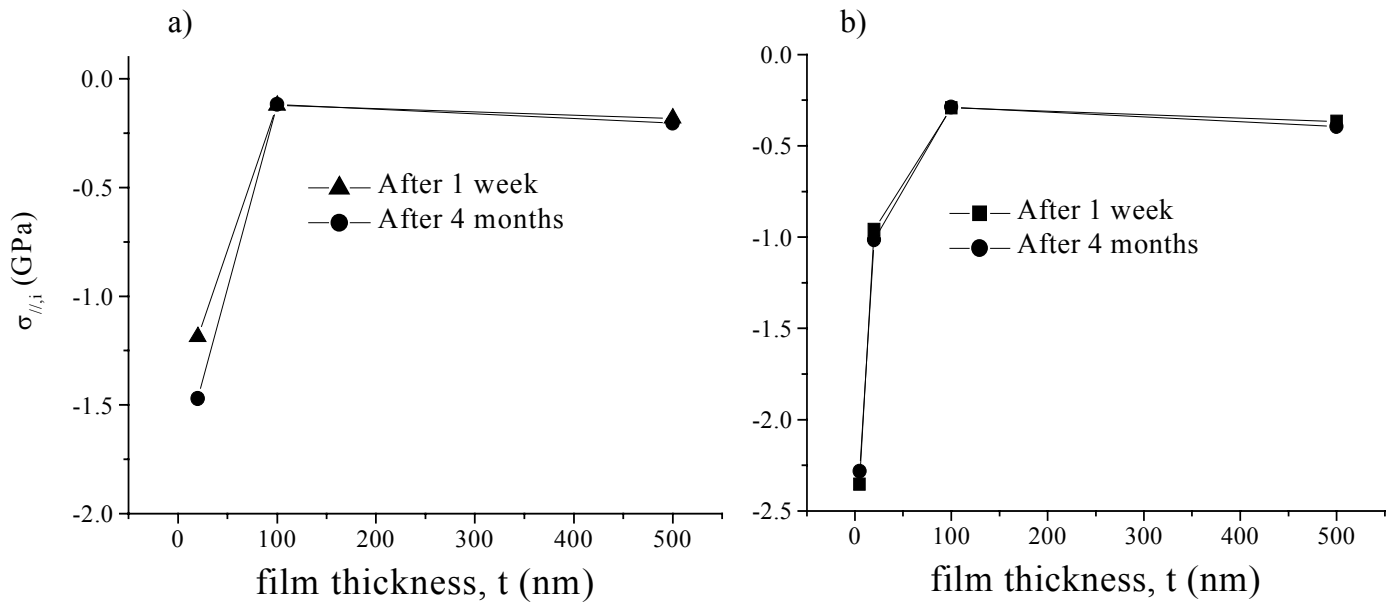 a)
0.0
-0.5
-1.0
-1.5
-2.0
σ//,i (GPa)
After 1 week
After 4 months
0 100 200 300 400 500
film thickness, t (nm)
b)
0.0
-0.5
-1.0
-1.5
-2.0
-2.5
After 1 week
After 4 months
0 100 200 300 400 500
film thickness, t (nm)